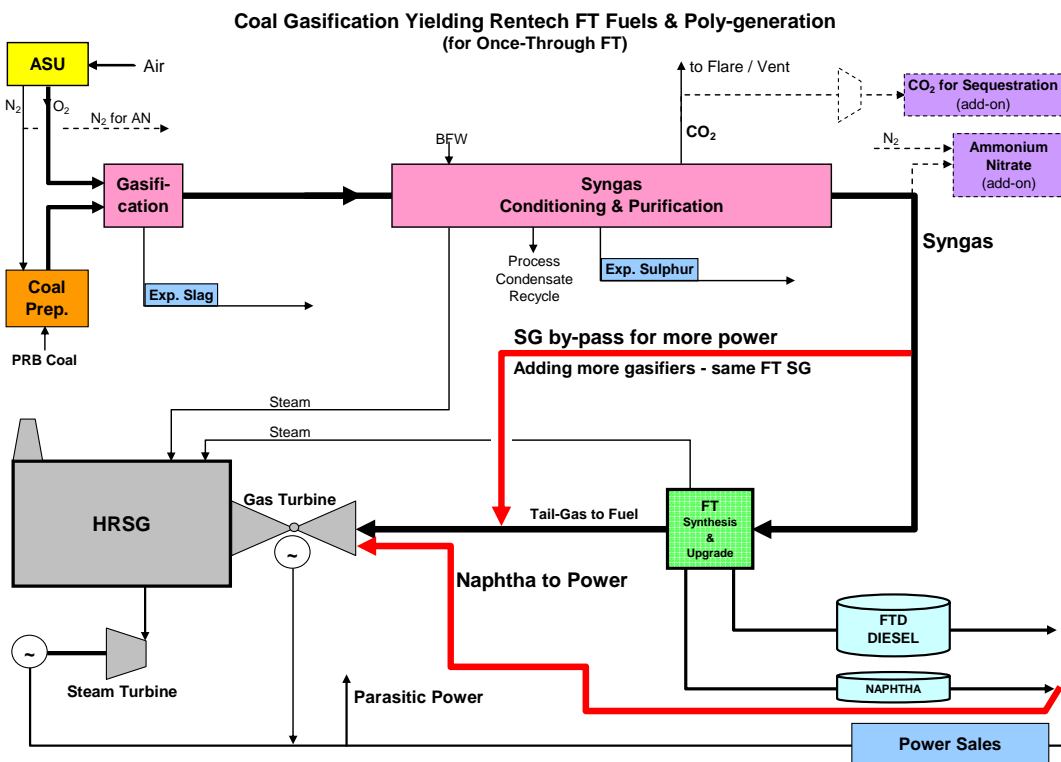 Coal Gasification Yielding Rentech FT Fuels & Poly-generation
(for Once-Through FT)
ASU
Air
to Flare / Vent
CO2 for Sequestration
(add-on)
N2
O2
N2 for AN
CO2
BFW
N2
Ammonium
Nitrate
(add-on)
Gasifi-
cation
Syngas
Conditioning & Purification
Syngas
Process
Condensate
Recycle
Exp. Sulphur
Coal
Prep.
Exp. Slag
PRB Coal
SG by-pass for more power
Adding more gasifiers - same FT SG
Steam
Steam
Gas Turbine
HRSG
Tail-Gas to Fuel
FT
Synthesis
&
Upgrade
~
Naphtha to Power
FTD
DIESEL
~
Steam Turbine
Parasitic Power
NAPHTHA
Power Sales